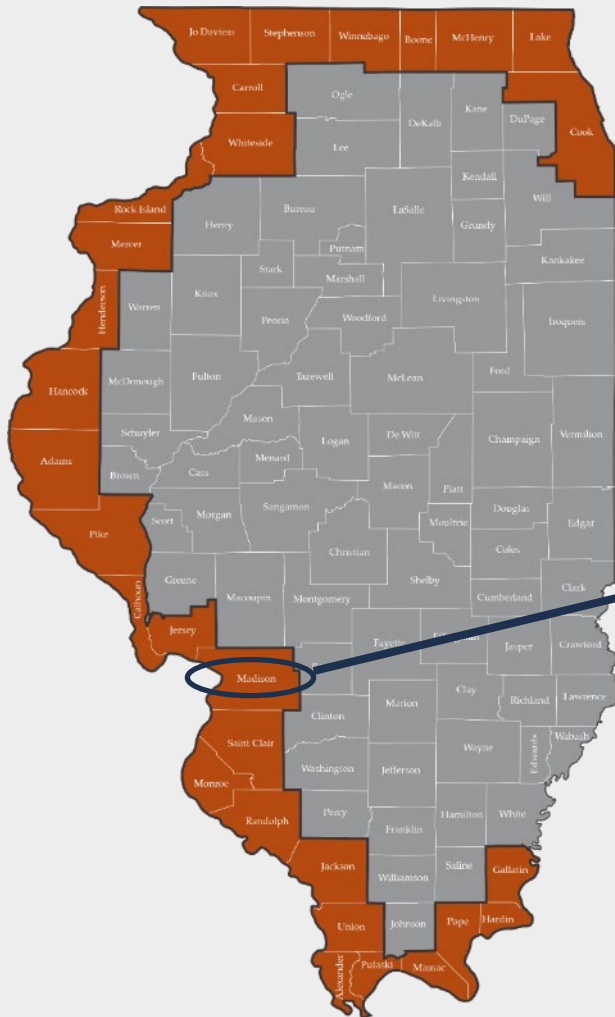 Jo Daviess
Stephenson
Winnebago
Boone
McHenry
Lake
Carroll
Ogle
DeKalb
Kane
DuPage
Cook
Whiteside
Lee
Kendall
Will
Rock Island
Henry
Bureau
LaSalle
Grundy
Mercer
Putnam
Kankakee
Stark
Marshall
Henderson
Warren
Knox
Peoria
Woodford
Livingston
Iroquois
Hancock
McDonough
Fulton
Tazewell
McLean
Ford
Mason
Schuyler
Logan
De Witt
Champaign
Vermilion
Adams
Brown
Cass
Menard
Macon
Piatt
Pike
Scott
Morgan
Sangamon
Christian
Moultrie
Douglas
Edgar
Coles
Calhoun
Greene
Macoupin
Montgomery
Shelby
Cumberland
Clark
Jersey
Fayette
Jasper
Crawford
Madison
Clinton
Marion
Clay
Richland
Lawrence
Saint Clair
Wayne
Edwards
Wabash
Monroe
Washington
Jefferson
Randolph
Perry
Hamilton
White
Franklin
Jackson
Williamson
Saline
Gallatin
Union
Johnson
Pope
Hardin
Alexander
Pulaski
Massac